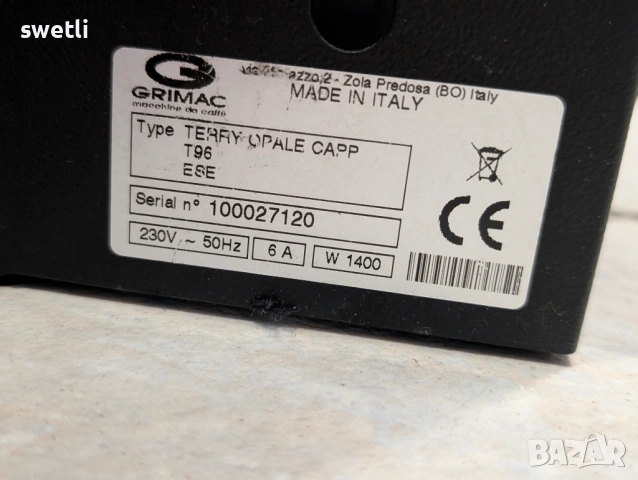 swetli
GRIMAC
macchine da caffè
2 - Zola Predosa (BO) Italy
MADE IN ITALY
Type TERRY OPALE CAPP
T96
ESE
Serial n° 100027120
230V ~ 50Hz
6 A
W 1400
CE
BAZAR